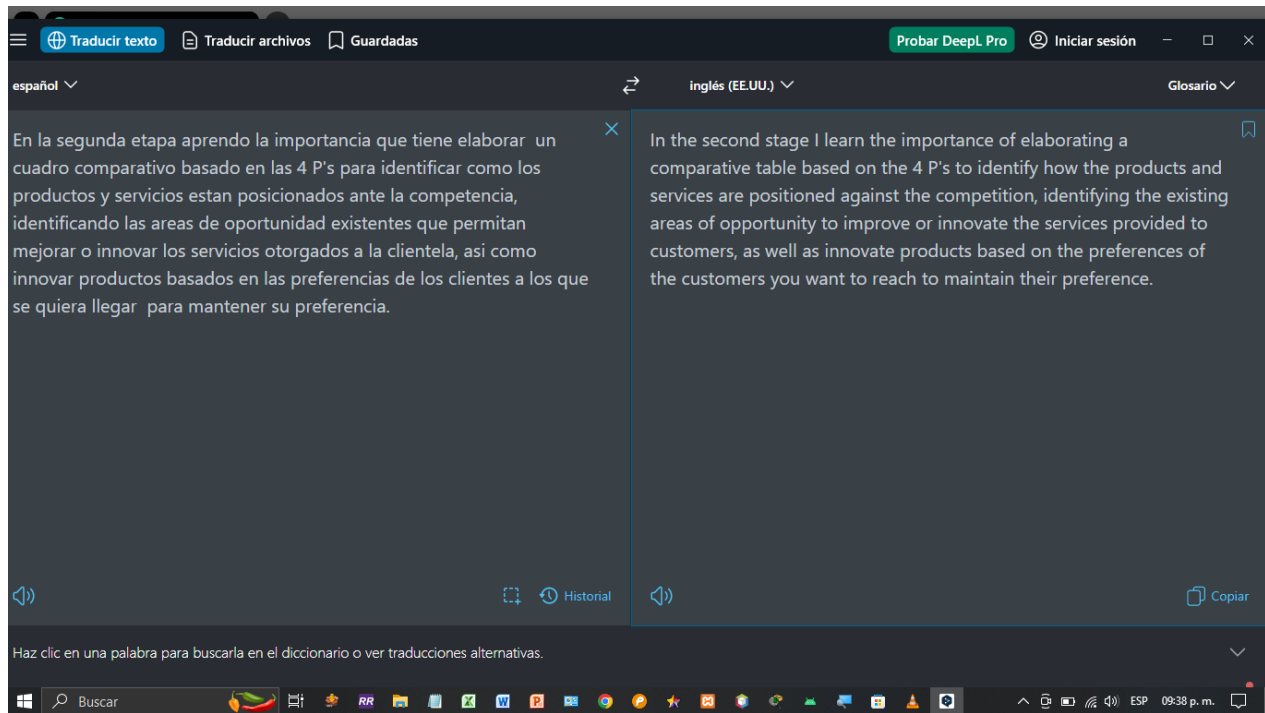 Traducir texto
Traducir archivos
Guardadas
Probar DeepL Pro
Iniciar sesión
español
inglés (EE.UU.)
Glosario
En la segunda etapa aprendo la importancia que tiene elaborar  un
cuadro comparativo basado en las 4 P's para identificar como los
productos y servicios estan posicionados ante la competencia,
identificando las areas de oportunidad existentes que permitan
mejorar o innovar los servicios otorgados a la clientela, asi como
innovar productos basados en las preferencias de los clientes a los que
se quiera llegar  para mantener su preferencia.
In the second stage I learn the importance of elaborating a
comparative table based on the 4 P's to identify how the products and
services are positioned against the competition, identifying the existing
areas of opportunity to improve or innovate the services provided to
customers, as well as innovate products based on the preferences of
the customers you want to reach to maintain their preference.
Historial
Copiar
Haz clic en una palabra para buscarla en el diccionario o ver traducciones alternativas.
Buscar
RR
ESP
09:38 p. m.